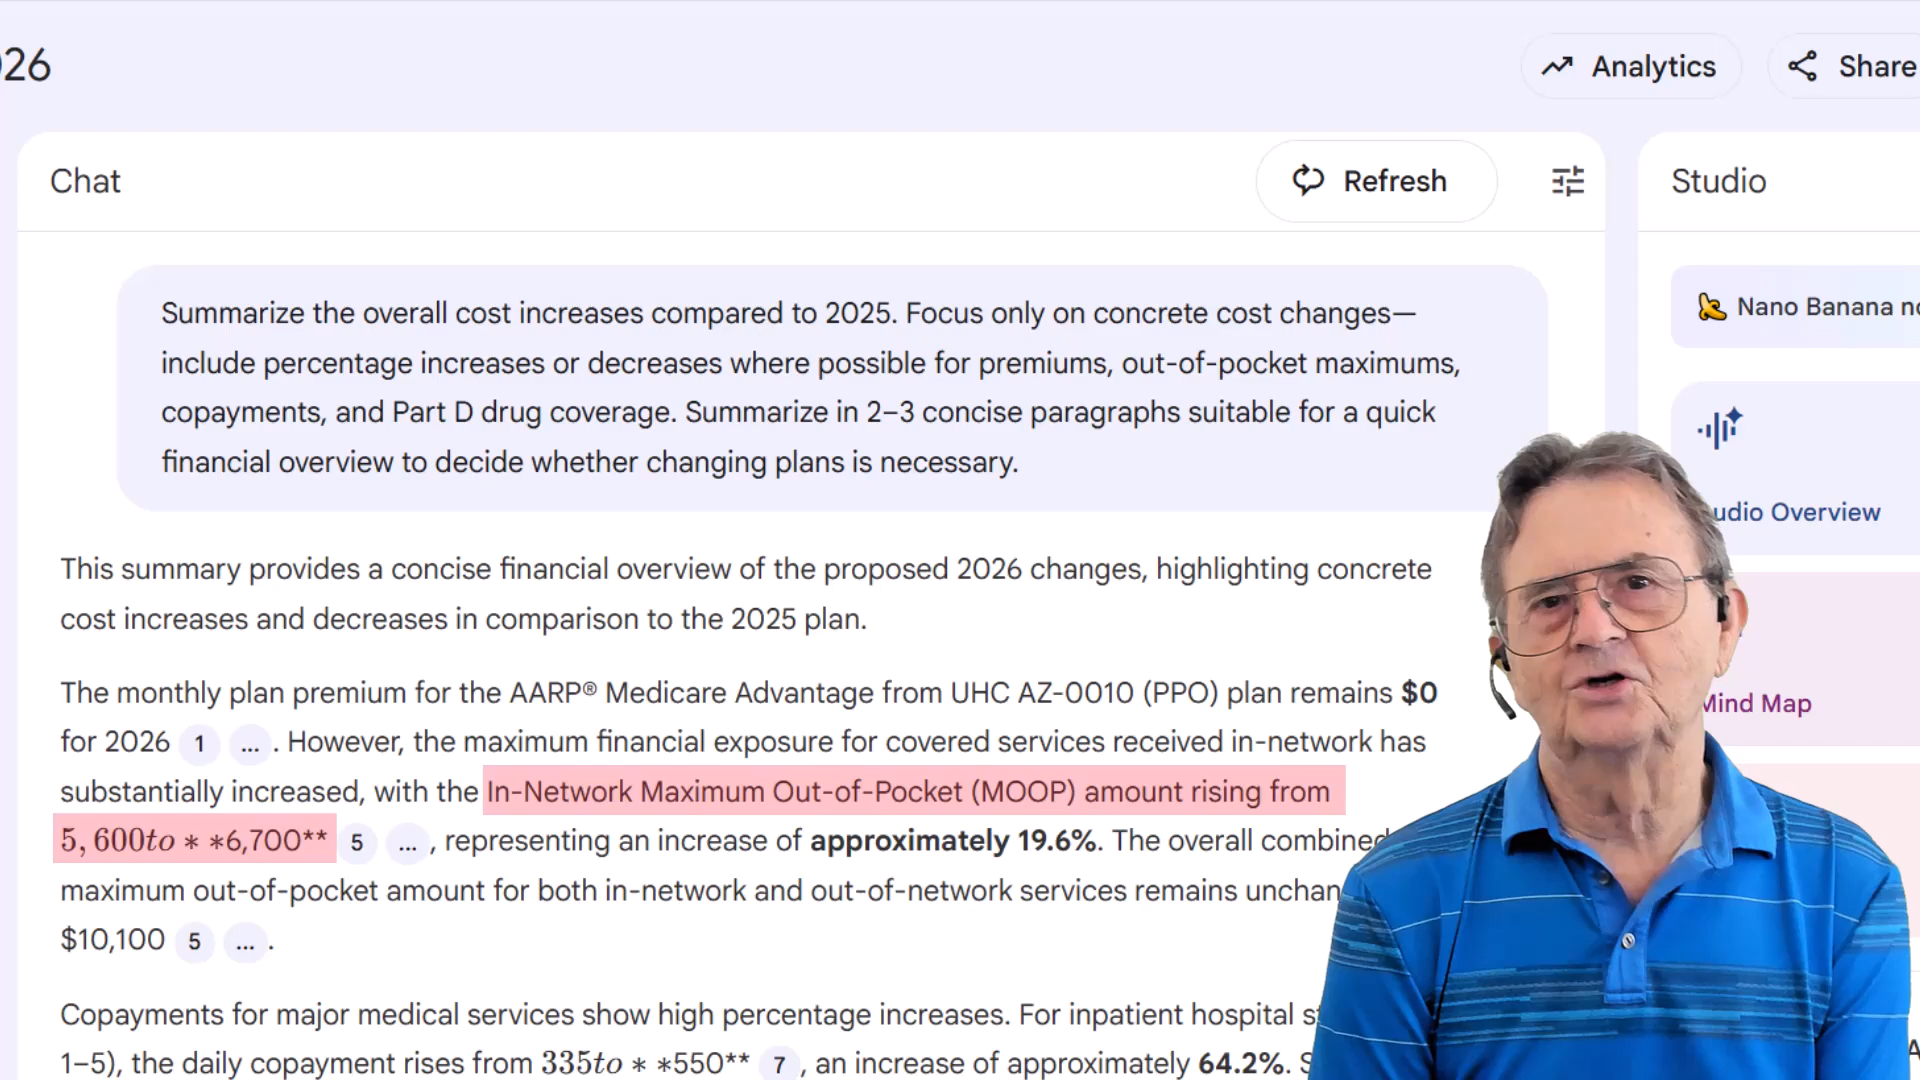 026
Analytics
Share
Chat
Refresh
Studio
Summarize the overall cost increases compared to 2025. Focus only on concrete cost changes—
include percentage increases or decreases where possible for premiums, out-of-pocket maximums,
copayments, and Part D drug coverage. Summarize in 2–3 concise paragraphs suitable for a quick
financial overview to decide whether changing plans is necessary.
Nano Banana
udio Overview
Mind Map
This summary provides a concise financial overview of the proposed 2026 changes, highlighting concrete
cost increases and decreases in comparison to the 2025 plan.
The monthly plan premium for the AARP® Medicare Advantage from UHC AZ-0010 (PPO) plan remains $0
for 2026 1 ... . However, the maximum financial exposure for covered services received in-network has
substantially increased, with the In-Network Maximum Out-of-Pocket (MOOP) amount rising from
5,600to**6,700** 5 ... , representing an increase of approximately 19.6%. The overall combined
maximum out-of-pocket amount for both in-network and out-of-network services remains unchan
$10,100 5 ... .
Copayments for major medical services show high percentage increases. For inpatient hospital
1–5), the daily copayment rises from 335to**550** 7 , an increase of approximately 64.2%. S